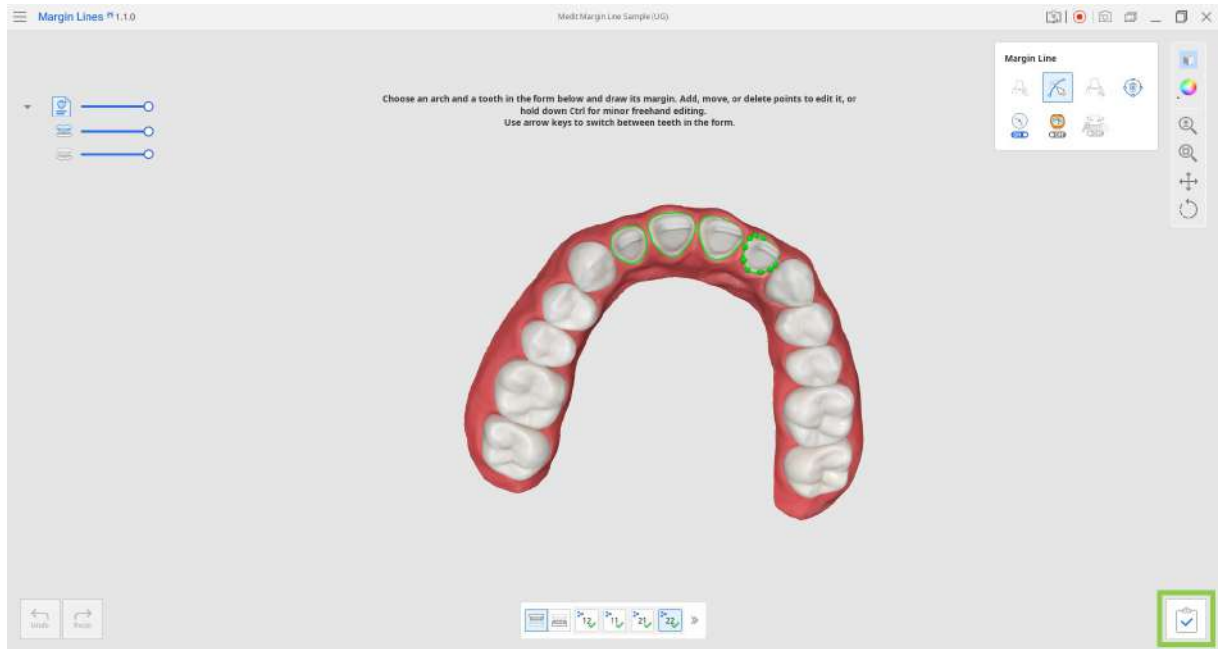 Margin Lines 1.1.0
Medit Margin Line Sample (UG)
Choose an arch and a tooth in the form below and draw its margin. Add, move, or delete points to edit it, or
hold down Ctrl for minor freehand editing.
Use arrow keys to switch between teeth in the form.
Margin Line
Undo
Redo
12
11
21
22